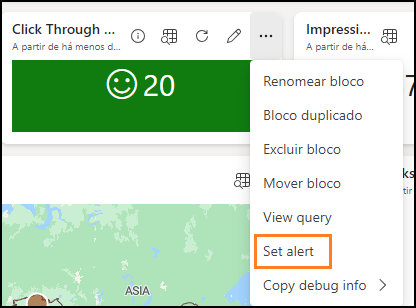 Click Through ...
A partir de há menos d...
Impressi...
A partir de há...
20
7
Renomear bloco
Bloco duplicado
Excluir bloco
Mover bloco
View query
ks
Set alert
Copy debug info
ASIA